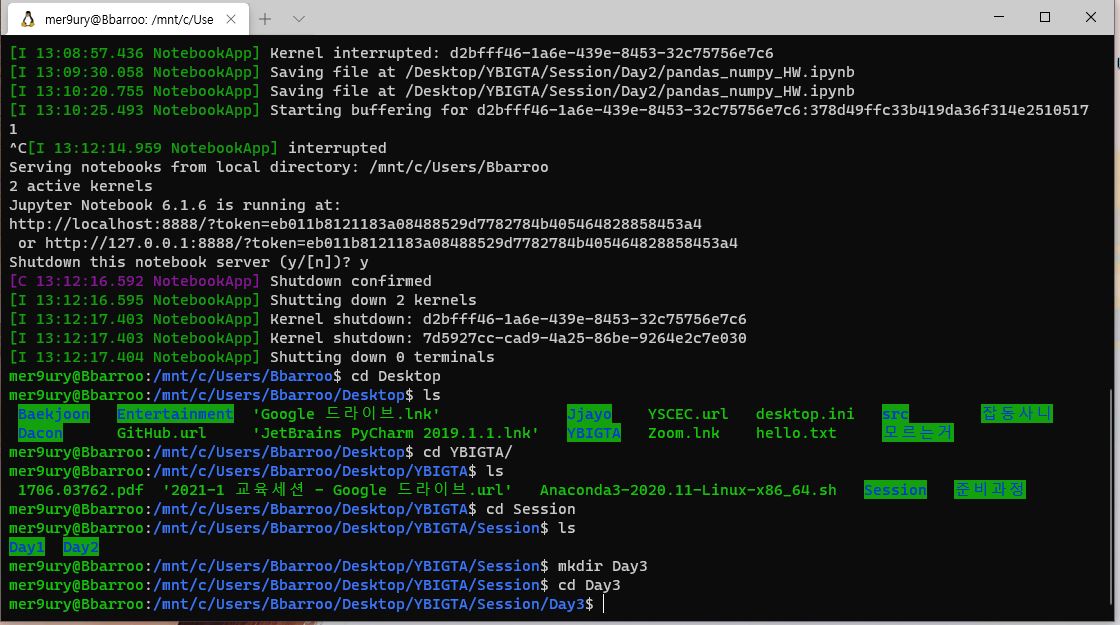 mer9ury@Bbarroo: /mnt/c/Use
[I 13:08:57.436 NotebookApp] Kernel interrupted: d2bfff46-1a6e-439e-8453-32c75756e7c6
[I 13:09:30.058 NotebookApp] Saving file at /Desktop/YBIGTA/Session/Day2/pandas_numpy_HW.ipynb
[I 13:10:20.755 NotebookApp] Saving file at /Desktop/YBIGTA/Session/Day2/pandas_numpy_HW.ipynb
[I 13:10:25.493 NotebookApp] Starting buffering for d2bfff46-1a6e-439e-8453-32c75756e7c6:378d49ffc33b419da36f314e2510517
1
^C[I 13:12:14.959 NotebookApp] interrupted
Serving notebooks from local directory: /mnt/c/Users/Bbarroo
2 active kernels
Jupyter Notebook 6.1.6 is running at:
http://localhost:8888/?token=eb011b8121183a08488529d7782784b405464828858453a4
 or http://127.0.0.1:8888/?token=eb011b8121183a08488529d7782784b405464828858453a4
Shutdown this notebook server (y/[n])? y
[C 13:12:16.592 NotebookApp] Shutdown confirmed
[I 13:12:16.595 NotebookApp] Shutting down 2 kernels
[I 13:12:17.403 NotebookApp] Kernel shutdown: d2bfff46-1a6e-439e-8453-32c75756e7c6
[I 13:12:17.403 NotebookApp] Kernel shutdown: 7d5927cc-cad9-4a25-86be-9264e2c7e030
[I 13:12:17.404 NotebookApp] Shutting down 0 terminals
mer9ury@Bbarroo:/mnt/c/Users/Bbarroo$ cd Desktop
mer9ury@Bbarroo:/mnt/c/Users/Bbarroo/Desktop$ ls
Baekjoon Entertainment 'Google 드라이브.lnk' Jjayo YSCEC.url desktop.ini src 잡동사니
Dacon GitHub.url 'JetBrains PyCharm 2019.1.1.lnk' YBIGTA Zoom.lnk hello.txt 모르는거
mer9ury@Bbarroo:/mnt/c/Users/Bbarroo/Desktop$ cd YBIGTA/
mer9ury@Bbarroo:/mnt/c/Users/Bbarroo/Desktop/YBIGTA$ ls
1706.03762.pdf '2021-1 교육세션 - Google 드라이브.url' Anaconda3-2020.11-Linux-x86_64.sh Session 준비과정
mer9ury@Bbarroo:/mnt/c/Users/Bbarroo/Desktop/YBIGTA$ cd Session
mer9ury@Bbarroo:/mnt/c/Users/Bbarroo/Desktop/YBIGTA/Session$ ls
Day1 Day2
mer9ury@Bbarroo:/mnt/c/Users/Bbarroo/Desktop/YBIGTA/Session$ mkdir Day3
mer9ury@Bbarroo:/mnt/c/Users/Bbarroo/Desktop/YBIGTA/Session$ cd Day3
mer9ury@Bbarroo:/mnt/c/Users/Bbarroo/Desktop/YBIGTA/Session/Day3$